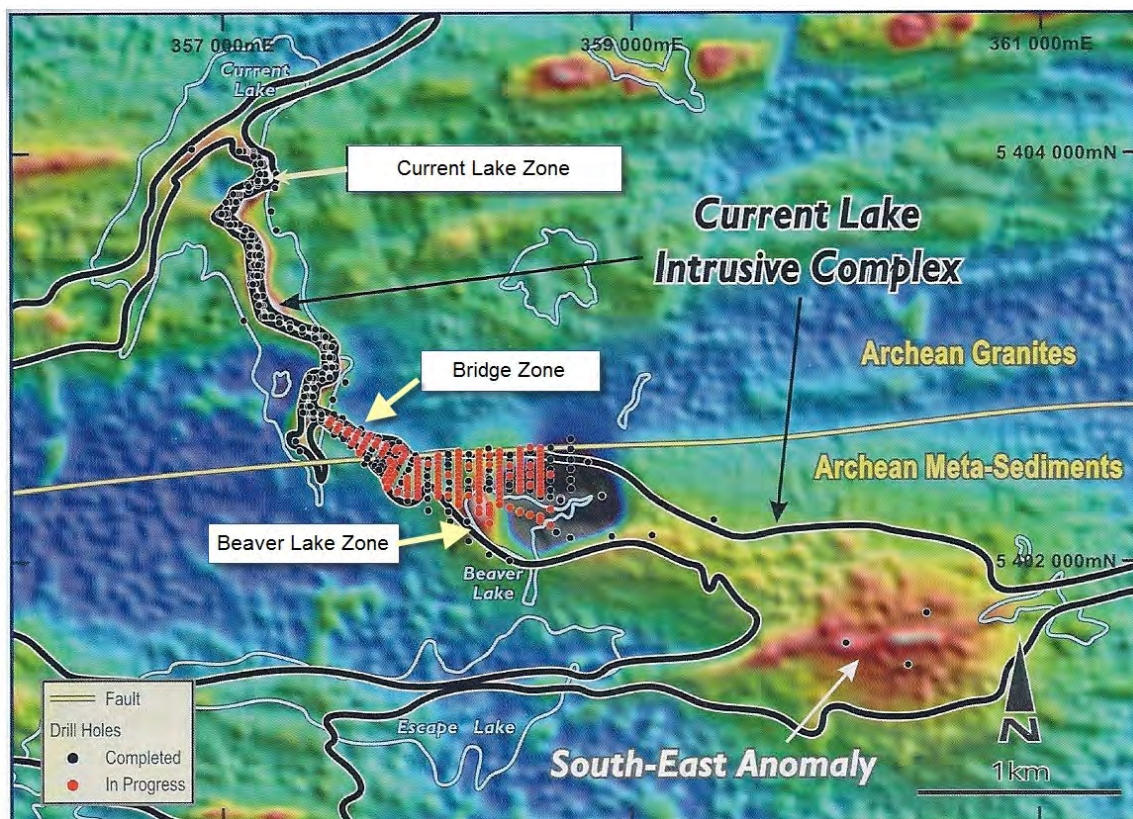 357 000mE
359 000mE
361 000mE
Current
Lake
Current Lake Zone
5 404 000mN
Current Lake
Intrusive Complex
Archean Granites
Bridge Zone
Archean Meta-Sediments
Beaver Lake Zone
5 402 000mN
Beaver
Lake
Fault
Drill Holes
Completed
In Progress
Escape Lake
South-East Anomaly
N
1km